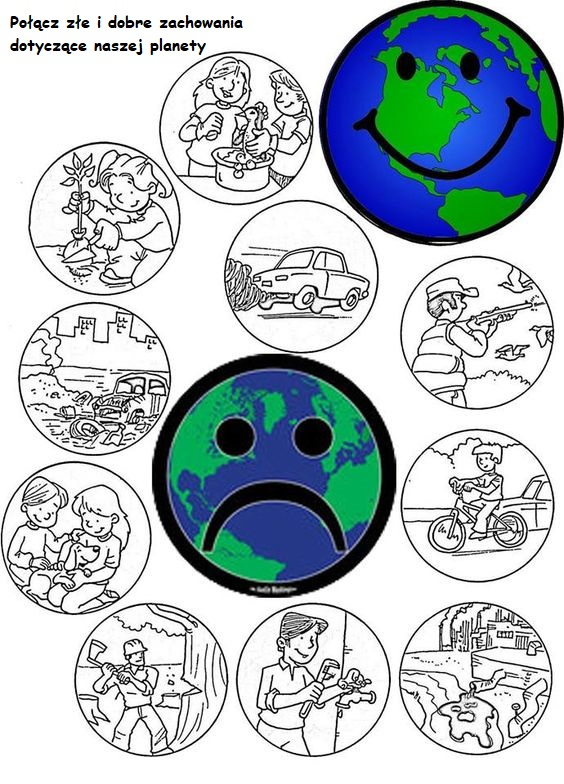 Połącz złe i dobre zachowania
dotyczące naszej planety